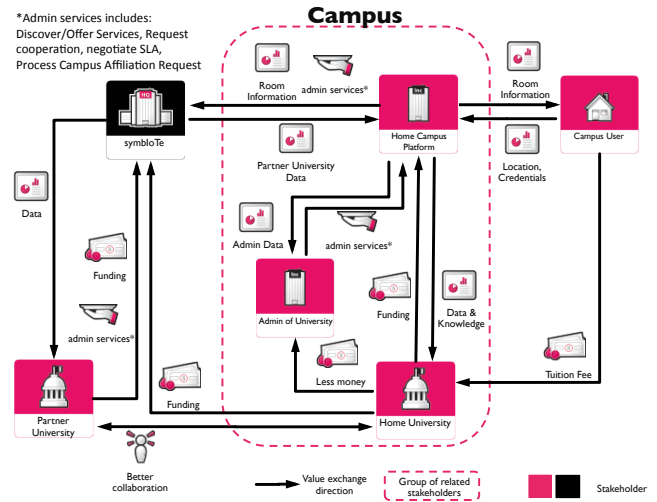 Campus
*Admin services includes:
Discover/Offer Services, Request
cooperation, negotiate SLA,
Process Campus Affiliation Request
Room
Information
admin services*
Room
Information
HQ
symbIoTe
Inc
Home Campus
Platform
Campus User
Partner University
Data
Location,
Credentials
Data
Admin Data
admin services*
Funding
Inc
Admin of University
Funding
Data &
Knowledge
admin services*
Less money
Tuition Fee
Funding
Partner
University
Home University
Better
collaboration
Value exchange
direction
Group of related
stakeholders
Stakeholder